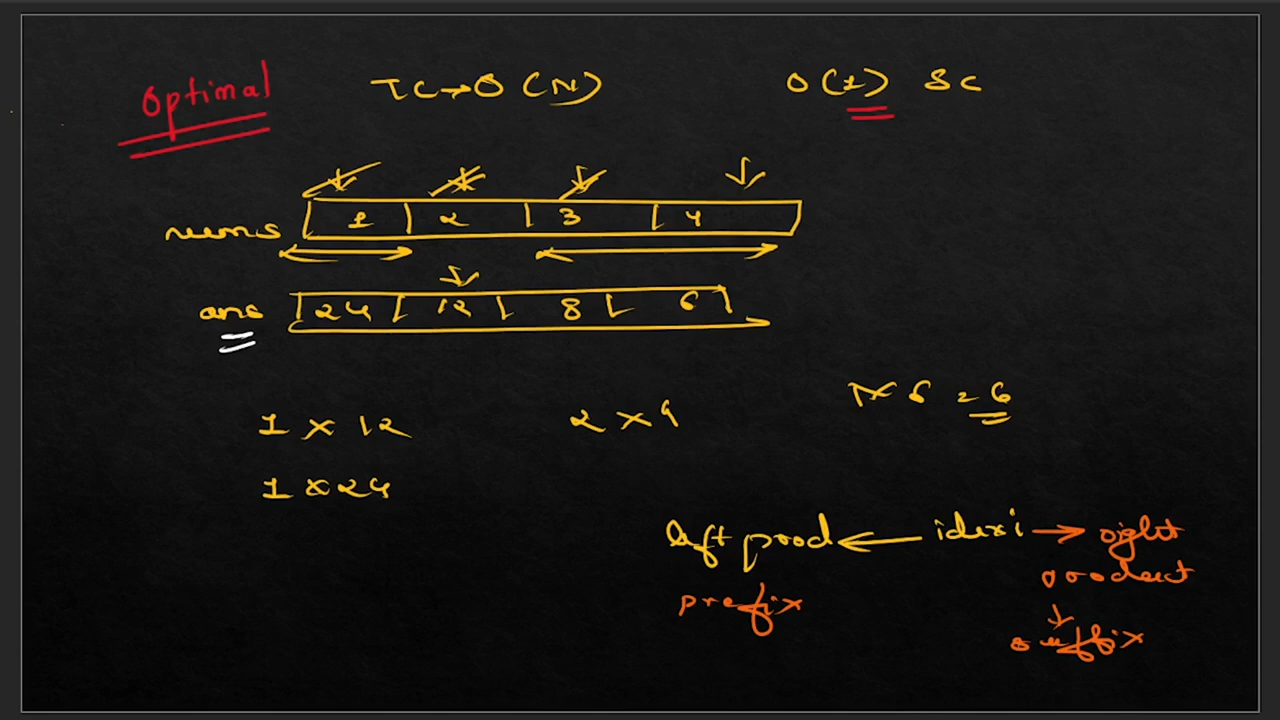 Optimal TC→O(N) O(1) SC
nums 1 2 3 4
ans 24 12 8 6
1 × 12 2 × 4 1 × 6 = 6
1 × 24
left prod ← idex i → right
product
prefix
suffix